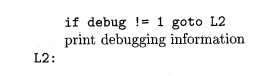 if debug != 1 goto L2
print debugging information
L2: